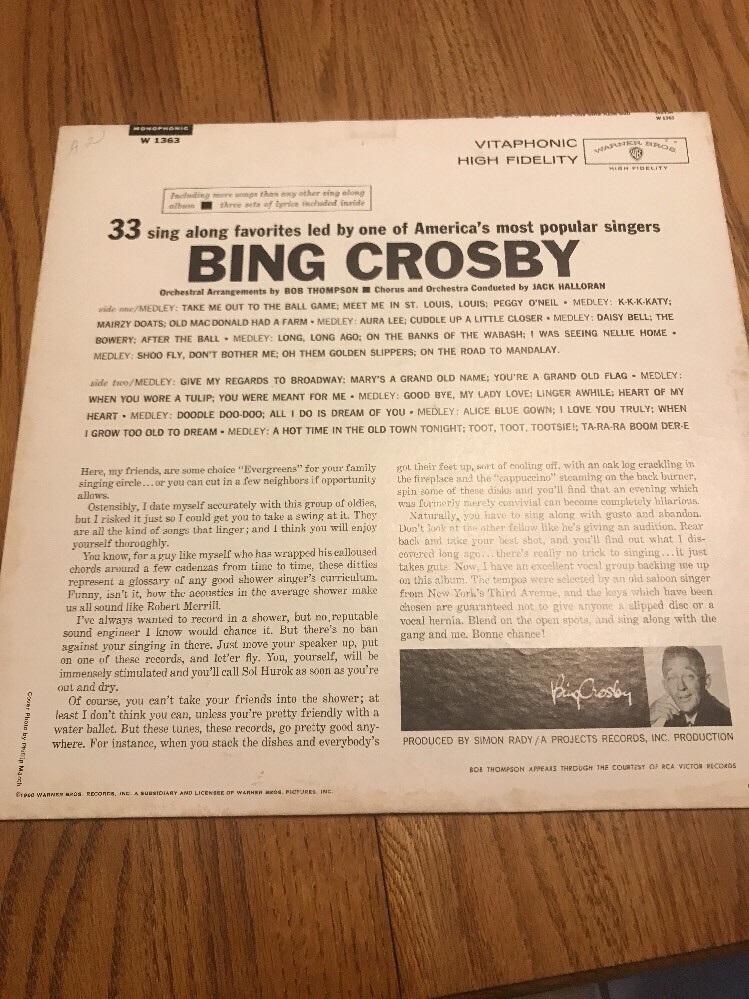 MONOPHONIC
W 1363
W 1363
VITAPHONIC
HIGH FIDELITY
WARNER BROS
WB
HIGH FIDELITY
Including more songs than any other sing along
album ■ three sets of lyrics included inside
33 sing along favorites led by one of America's most popular singers
BING CROSBY
Orchestral Arrangements by BOB THOMPSON ■ Chorus and Orchestra Conducted by JACK HALLORAN
side one/MEDLEY: TAKE ME OUT TO THE BALL GAME; MEET ME IN ST. LOUIS, LOUIS; PEGGY O'NEIL • MEDLEY: K-K-K-KATY;
MAIRZY DOATS; OLD MAC DONALD HAD A FARM • MEDLEY: AURA LEE; CUDDLE UP A LITTLE CLOSER • MEDLEY: DAISY BELL; THE
BOWERY; AFTER THE BALL • MEDLEY: LONG, LONG AGO; ON THE BANKS OF THE WABASH; I WAS SEEING NELLIE HOME •
MEDLEY: SHOO FLY, DON'T BOTHER ME; OH THEM GOLDEN SLIPPERS; ON THE ROAD TO MANDALAY.
side two/MEDLEY: GIVE MY REGARDS TO BROADWAY; MARY'S A GRAND OLD NAME; YOU'RE A GRAND OLD FLAG • MEDLEY:
WHEN YOU WORE A TULIP; YOU WERE MEANT FOR ME • MEDLEY: GOOD BYE, MY LADY LOVE; LINGER AWHILE; HEART OF MY
HEART • MEDLEY: DOODLE DOO-DOO; ALL I DO IS DREAM OF YOU • MEDLEY: ALICE BLUE GOWN; I LOVE YOU TRULY; WHEN
I GROW TOO OLD TO DREAM • MEDLEY: A HOT TIME IN THE OLD TOWN TONIGHT; TOOT, TOOT, TOOTSIE!; TA-RA-RA BOOM DER-E
Here, my friends, are some choice "Evergreens" for your family
singing circle...or you can cut in a few neighbors if opportunity
allows.
Ostensibly, I date myself accurately with this group of oldies,
but I risked it just so I could get you to take a swing at it. They
are all the kind of songs that linger; and I think you will enjoy
yourself thoroughly.
You know, for a guy like myself who has wrapped his calloused
chords around a few cadenzas from time to time, these ditties
represent a glossary of any good shower singer's curriculum.
Funny, isn't it, how the acoustics in the average shower make
us all sound like Robert Merrill.
I've always wanted to record in a shower, but no reputable
sound engineer I know would chance it. But there's no ban
against your singing in there. Just move your speaker up, put
on one of these records, and let'er fly. You, yourself, will be
immensely stimulated and you'll call Sol Hurok as soon as you're
out and dry.
Of course, you can't take your friends into the shower; at
least I don't think you can, unless you're pretty friendly with a
water ballet. But these tunes, these records, go pretty good any-
where. For instance, when you stack the dishes and everybody's
got their feet up, sort of cooling off, with an oak log crackling in
the fireplace and the "cappuccino" steaming on the back burner,
spin some of these disks and you'll find that an evening which
was formerly merely convivial can become completely hilarious.
Naturally, you have to sing along with gusto and abandon.
Don't look at the other fellow like he's giving an audition. Rear
back and take your best shot, and you'll find out what I dis-
covered long ago...there's really no trick to singing...it just
takes guts. Now, I have an excellent vocal group backing me up
on this album. The tempos were selected by an old saloon singer
from New York's Third Avenue, and the keys which have been
chosen are guaranteed not to give anyone a slipped disc or a
vocal hernia. Blend on the open spots, and sing along with the
gang and me. Bonne chance!
Bing Crosby
PRODUCED BY SIMON RADY/A PROJECTS RECORDS, INC. PRODUCTION
BOB THOMPSON APPEARS THROUGH THE COURTESY OF RCA VICTOR RECORDS
Cover Photo by Philip March
©1960 WARNER BROS. RECORDS, INC. A SUBSIDIARY AND LICENSEE OF WARNER BROS. PICTURES, INC.